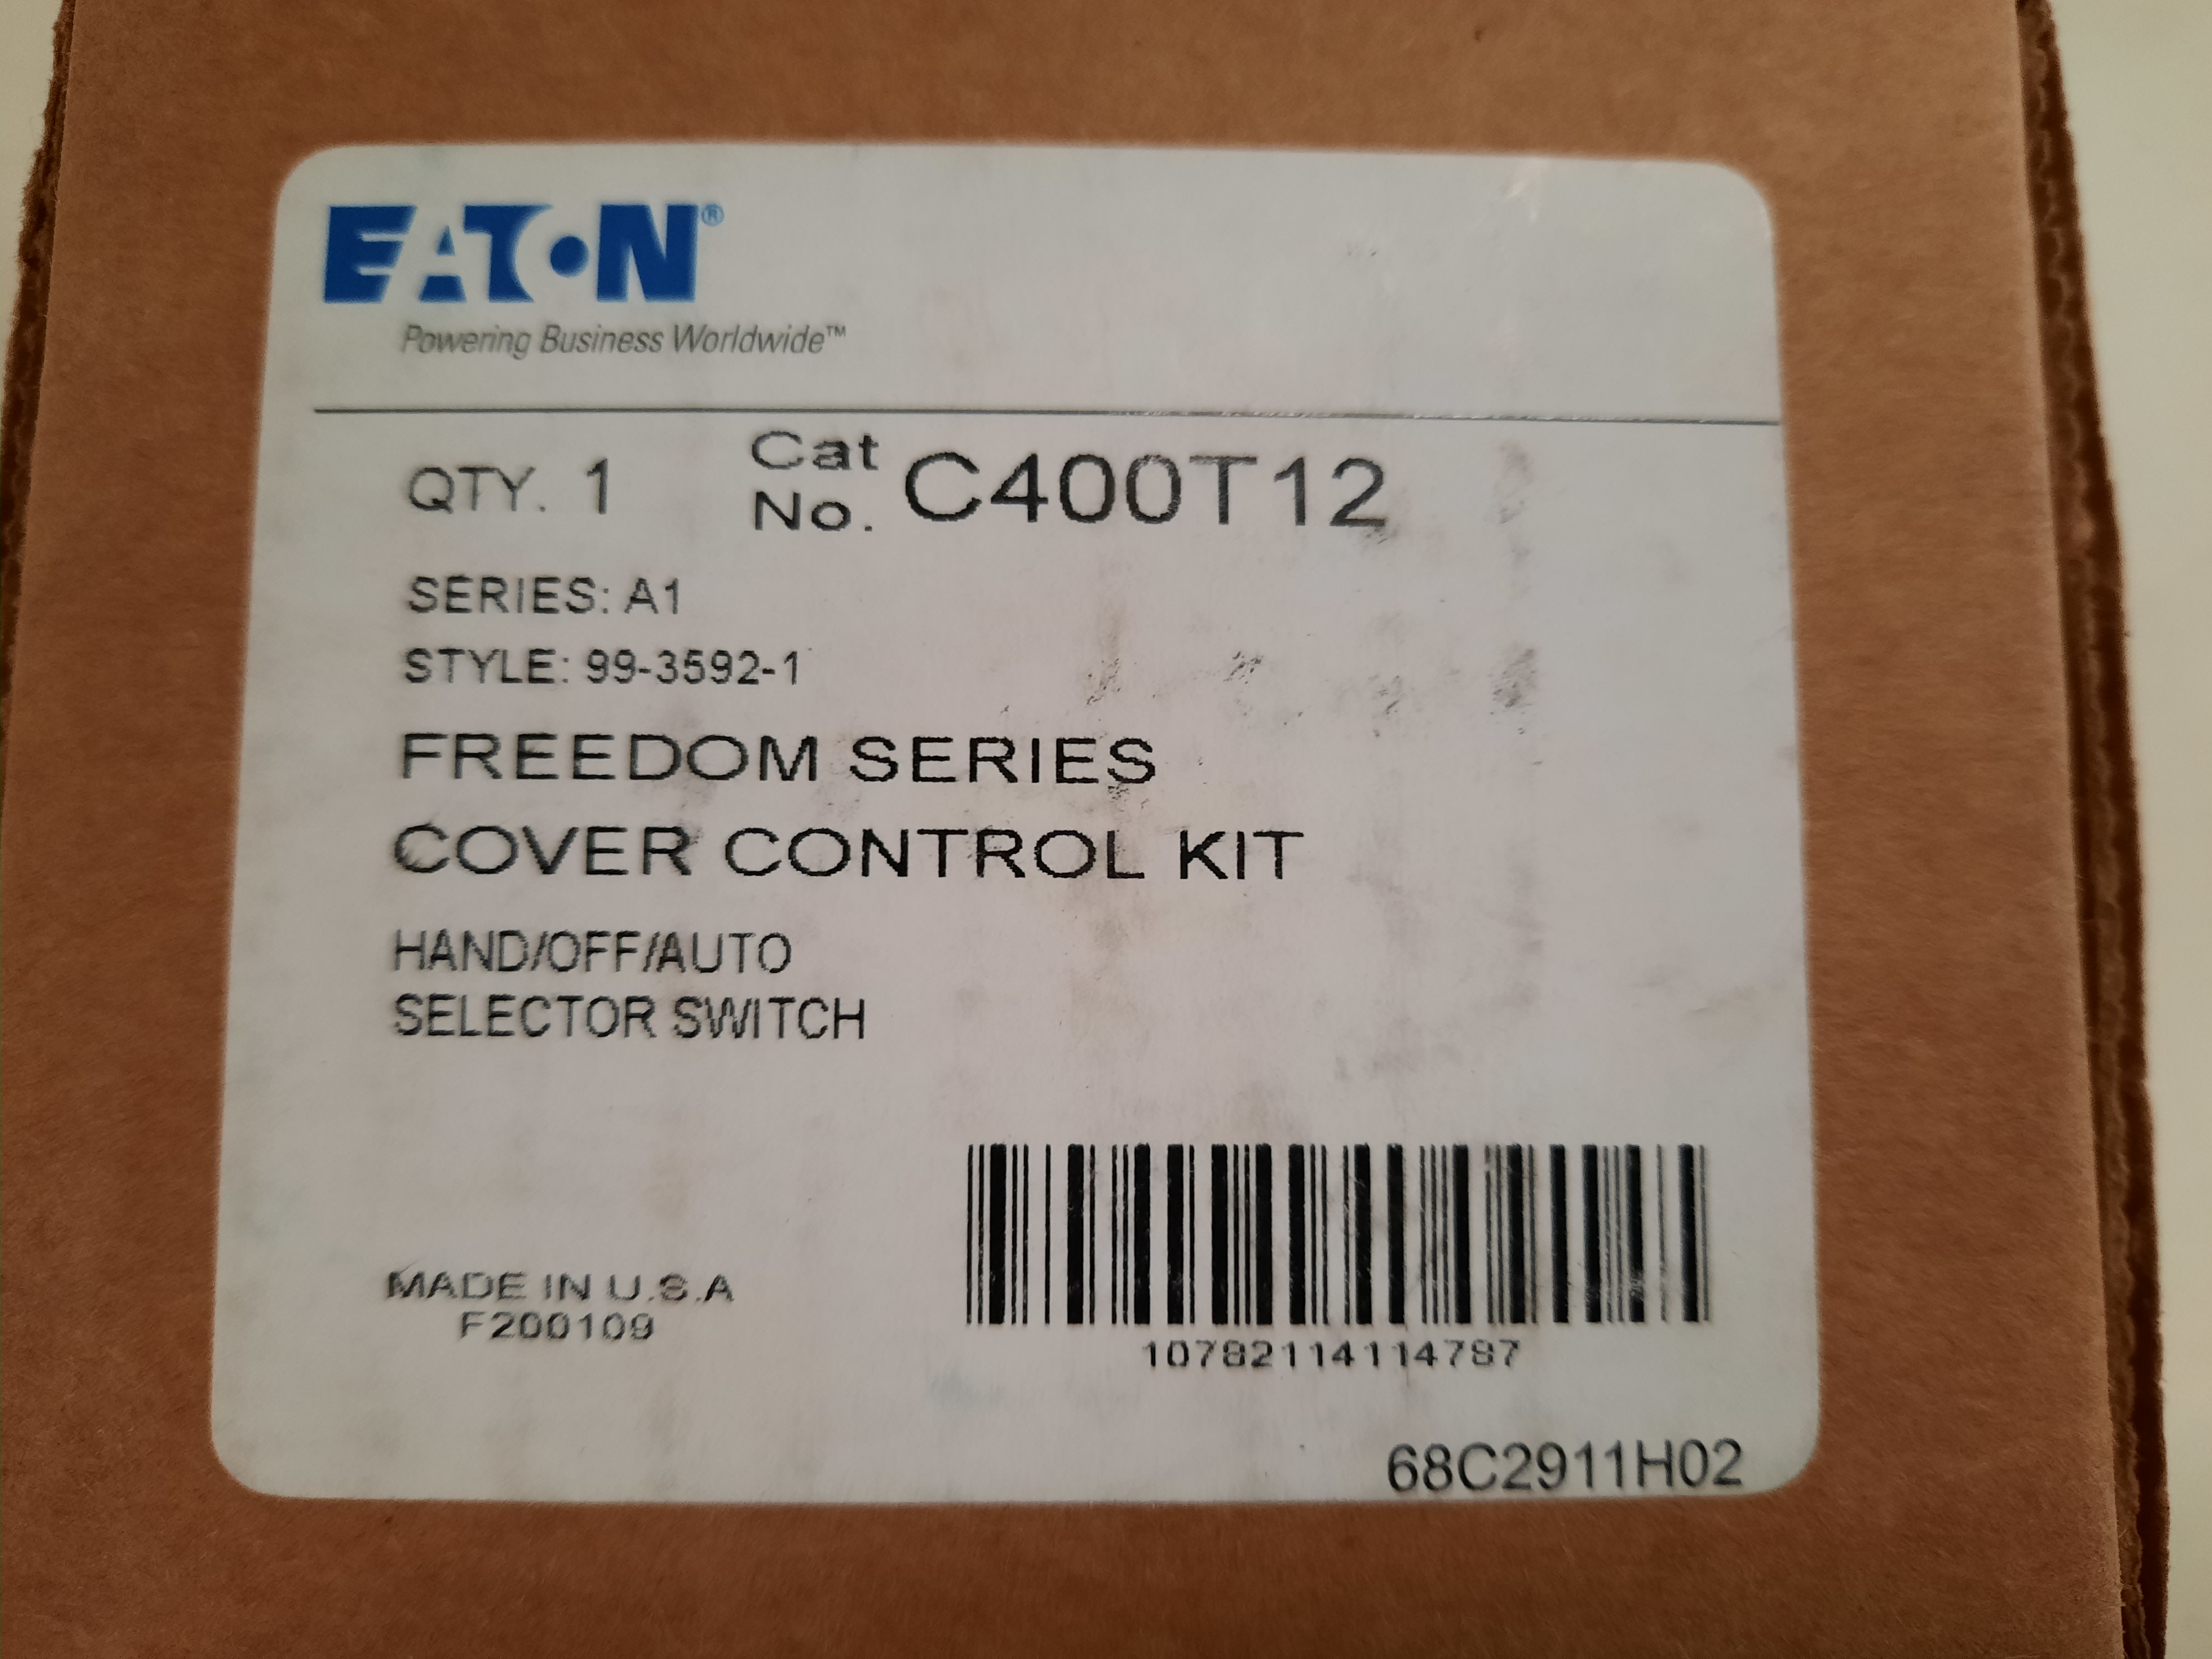 EATON®
Powering Business Worldwide™
QTY. 1 Cat No. C400T12
SERIES: A1
STYLE: 99-3592-1
FREEDOM SERIES
COVER CONTROL KIT
HAND/OFF/AUTO
SELECTOR SWITCH
MADE IN U.S.A
F200109
10782114114787
68C2911H02